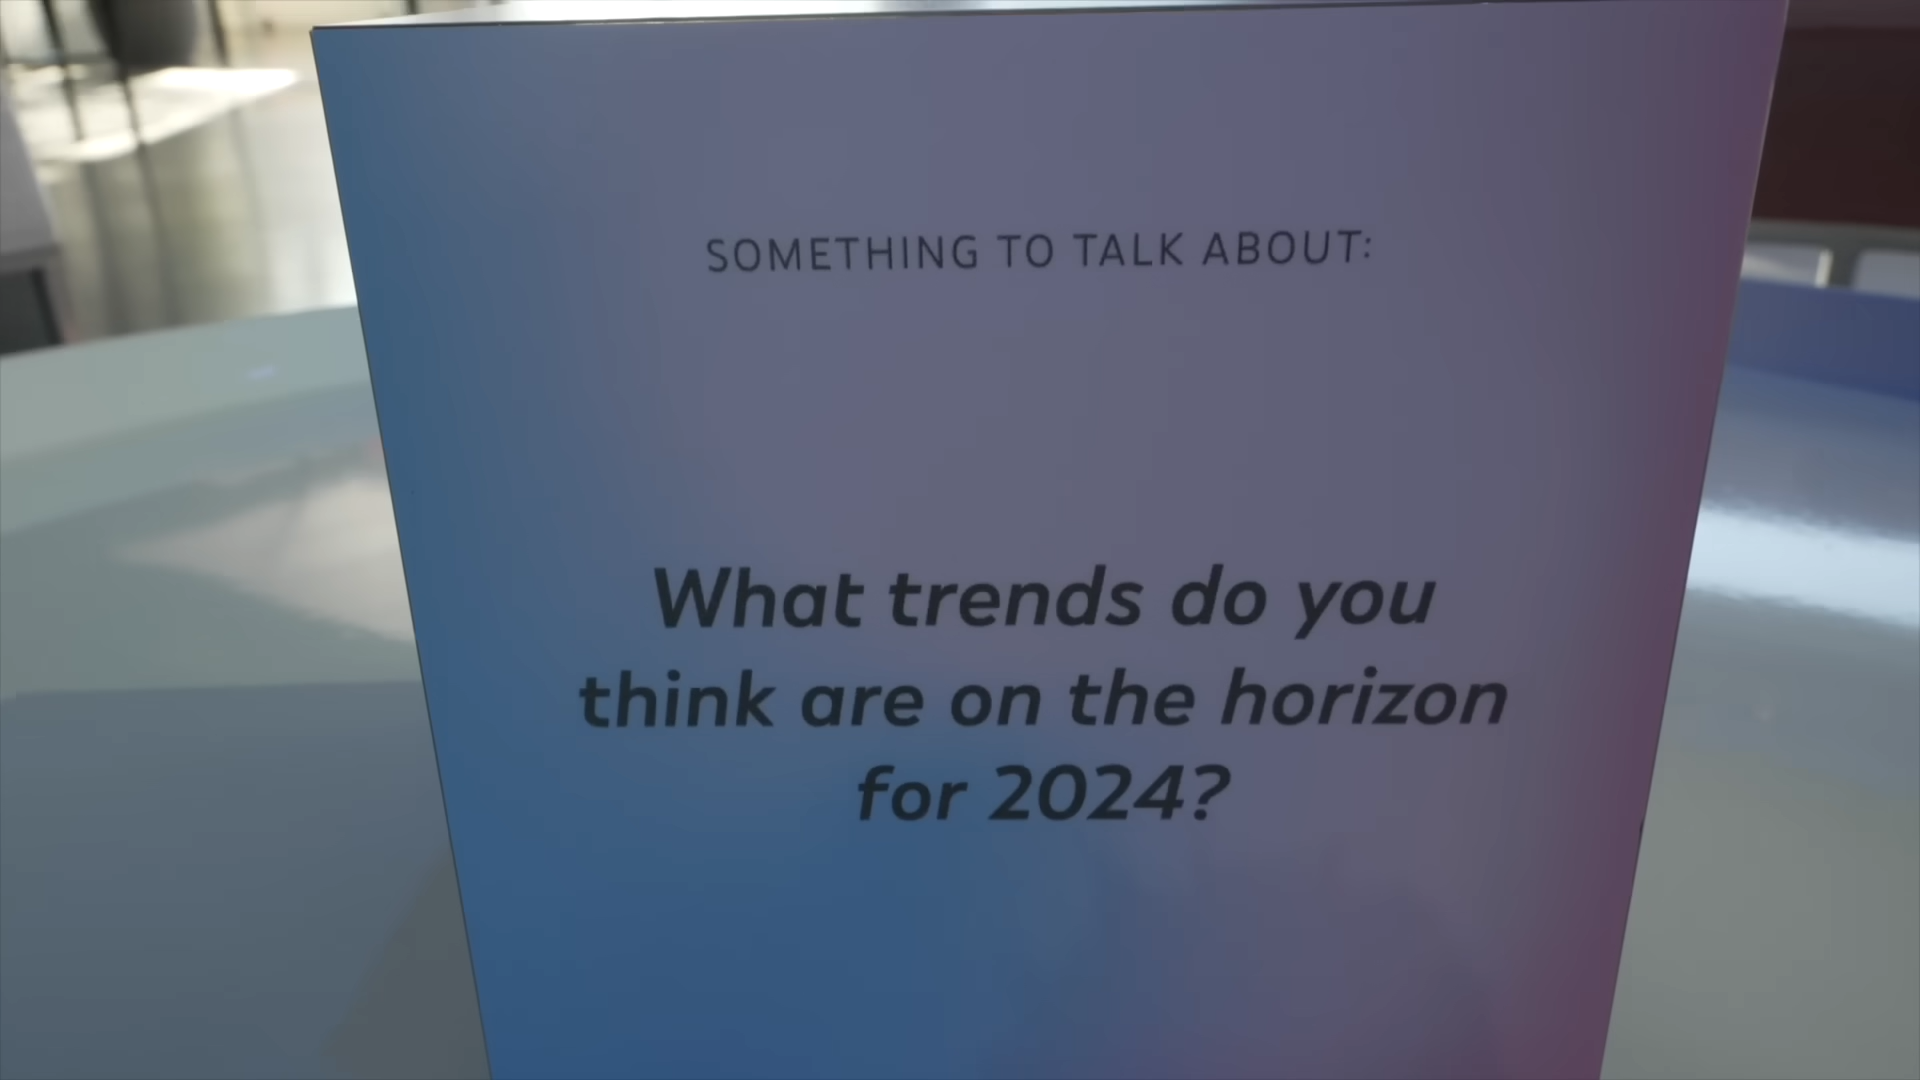 SOMETHING TO TALK ABOUT:
What trends do you
think are on the horizon
for 2024?